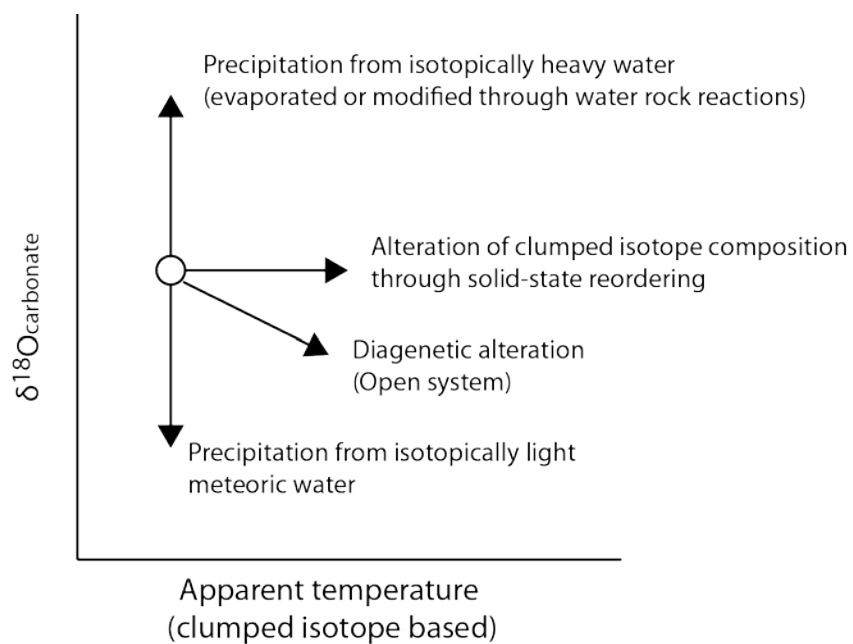 Precipitation from isotopically heavy water
(evaporated or modified through water rock reactions)
Alteration of clumped isotope composition
through solid-state reordering
Diagenetic alteration
(Open system)
Precipitation from isotopically light
meteoric water
δ18Ocarbonate
Apparent temperature
(clumped isotope based)